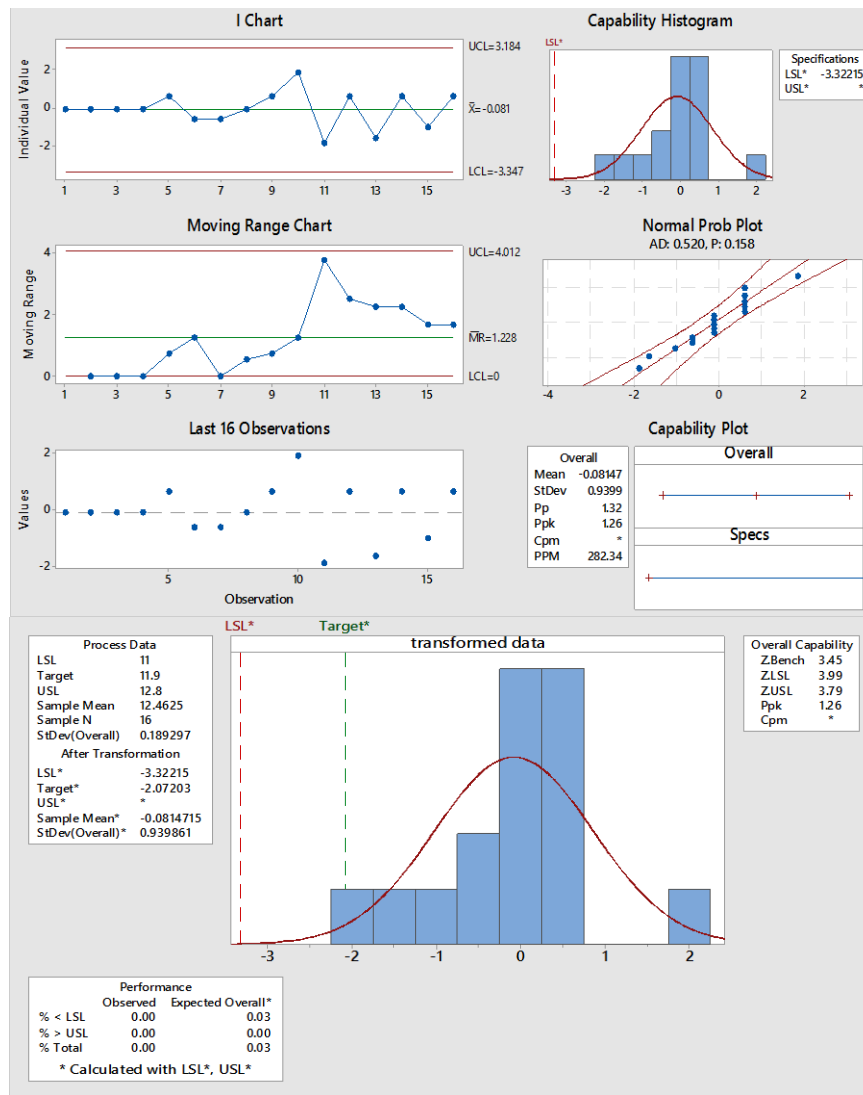 I Chart
Capability Histogram
Individual Value
2
0
-2
1 3 5 7 9 11 13 15
UCL=3.184
X̄=-0.081
LCL=-3.347
LSL*
-3 -2 -1 0 1 2
Specifications
LSL* -3.32215
USL* *
Moving Range Chart
Normal Prob Plot
AD: 0.520, P: 0.158
Moving Range
4
2
0
1 3 5 7 9 11 13 15
UCL=4.012
M̄R̄=1.228
LCL=0
-4 -2 0 2
Last 16 Observations
Capability Plot
Values
2
0
-2
5 10 15
Observation
Overall
Mean -0.08147
StDev 0.9399
Pp 1.32
Ppk 1.26
Cpm *
PPM 282.34
Overall
Specs
LSL* Target*
transformed data
Process Data
LSL 11
Target 11.9
USL 12.8
Sample Mean 12.4625
Sample N 16
StDev(Overall) 0.189297
After Transformation
LSL* -3.32215
Target* -2.07203
USL* *
Sample Mean* -0.0814715
StDev(Overall)* 0.939861
Overall Capability
Z.Bench 3.45
Z.LSL 3.99
Z.USL 3.79
Ppk 1.26
Cpm *
-3 -2 -1 0 1 2
Performance
Observed Expected Overall*
% < LSL 0.00 0.03
% > USL 0.00 0.00
% Total 0.00 0.03
* Calculated with LSL*, USL*